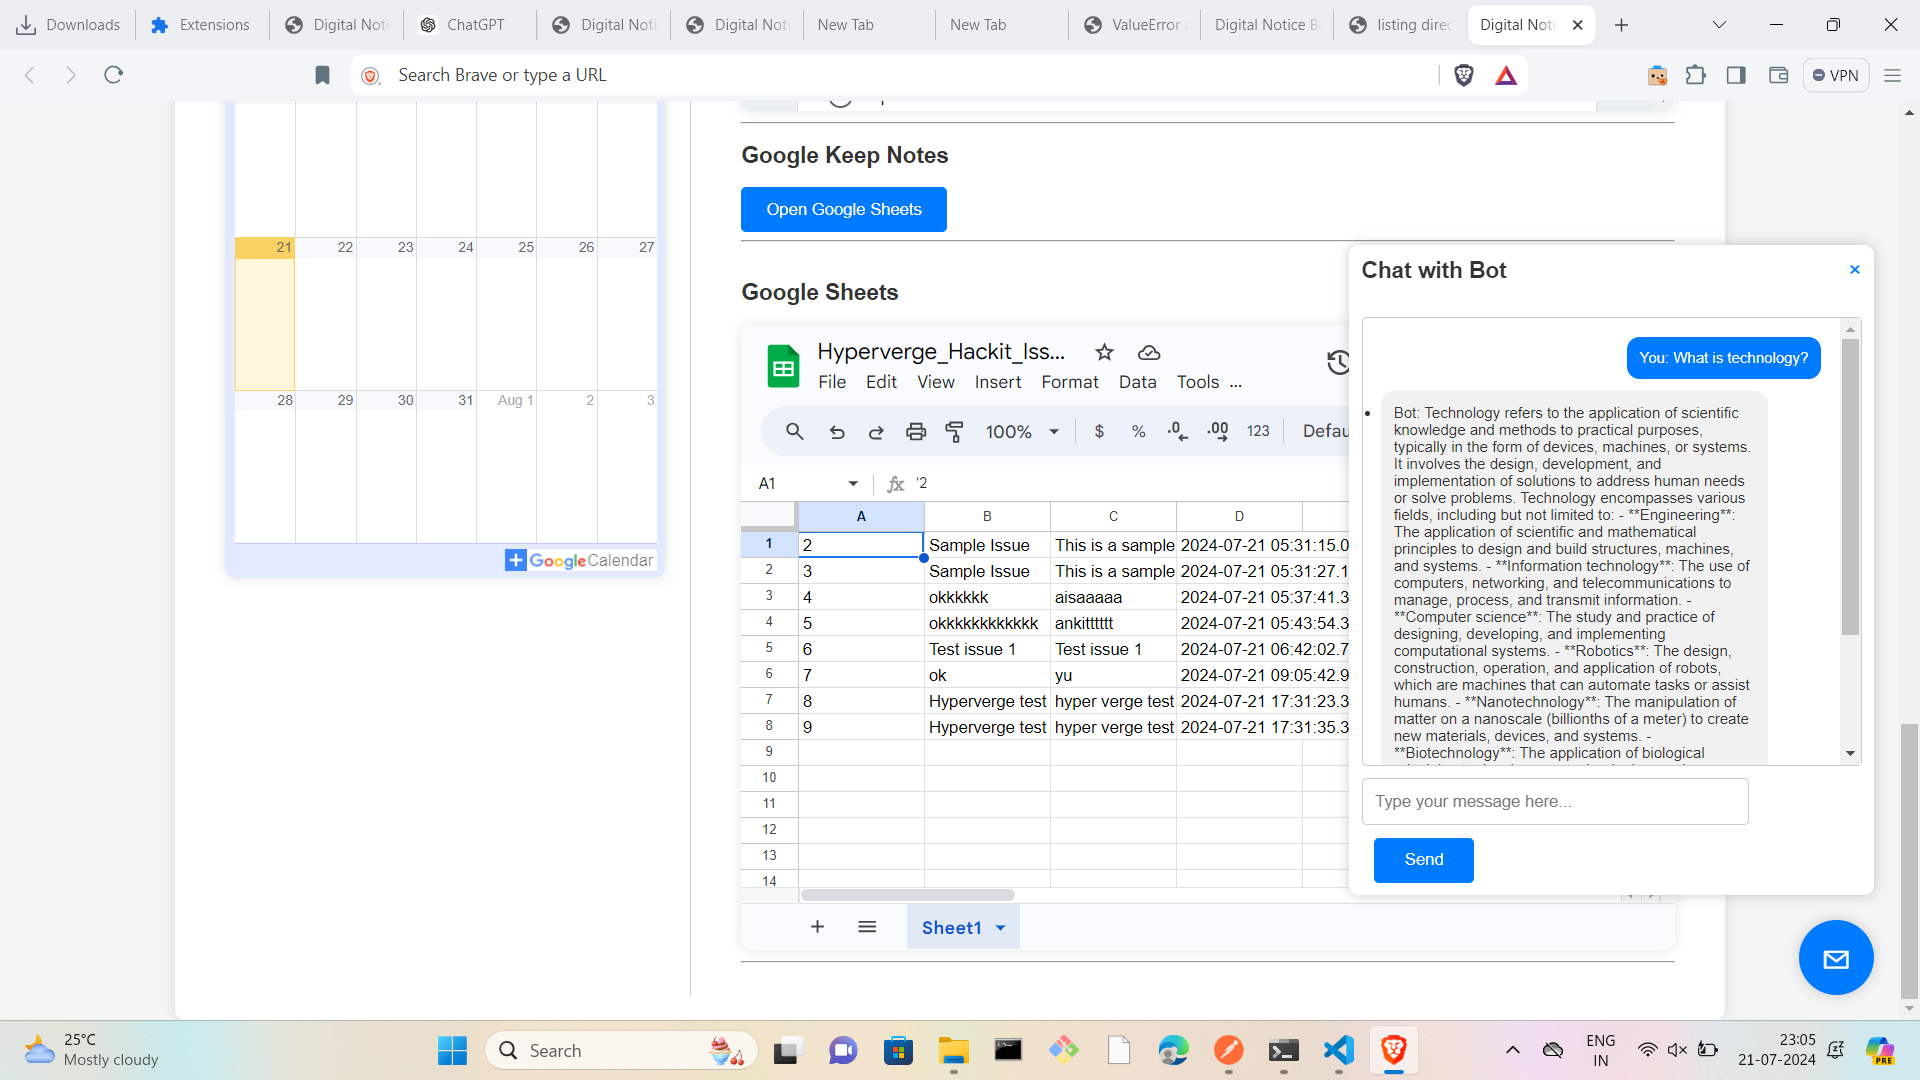 Downloads
Extensions
Digital Noti
ChatGPT
Digital Noti
Digital Noti
New Tab
New Tab
ValueError a
Digital Notice B
listing direc
Digital Noti
Search Brave or type a URL
VPN
21 22 23 24 25 26 27
28 29 30 31 Aug 1 2 3
Google Calendar
Google Keep Notes
Open Google Sheets
Google Sheets
Hyperverge_Hackit_Iss...
File Edit View Insert Format Data Tools ...
100% $ % .0 .00 123 Defau
A1 fx '2
A B C D
1 2 Sample Issue This is a sample 2024-07-21 05:31:15.0
2 3 Sample Issue This is a sample 2024-07-21 05:31:27.1
3 4 okkkkkk aisaaaaa 2024-07-21 05:37:41.3
4 5 okkkkkkkkkkkk ankitttttt 2024-07-21 05:43:54.3
5 6 Test issue 1 Test issue 1 2024-07-21 06:42:02.7
6 7 ok yu 2024-07-21 09:05:42.9
7 8 Hyperverge test hyper verge test 2024-07-21 17:31:23.3
8 9 Hyperverge test hyper verge test 2024-07-21 17:31:35.3
9
10
11
12
13
14
Sheet1
Chat with Bot
×
You: What is technology?
Bot: Technology refers to the application of scientific
knowledge and methods to practical purposes,
typically in the form of devices, machines, or systems.
It involves the design, development, and
implementation of solutions to address human needs
or solve problems. Technology encompasses various
fields, including but not limited to: - **Engineering**:
The application of scientific and mathematical
principles to design and build structures, machines,
and systems. - **Information technology**: The use of
computers, networking, and telecommunications to
manage, process, and transmit information. -
**Computer science**: The study and practice of
designing, developing, and implementing
computational systems. - **Robotics**: The design,
construction, operation, and application of robots,
which are machines that can automate tasks or assist
humans. - **Nanotechnology**: The manipulation of
matter on a nanoscale (billionths of a meter) to create
new materials, devices, and systems. -
**Biotechnology**: The application of biological
Type your message here...
Send
25°C
Mostly cloudy
Search
ENG
IN
23:05
21-07-2024
PRE